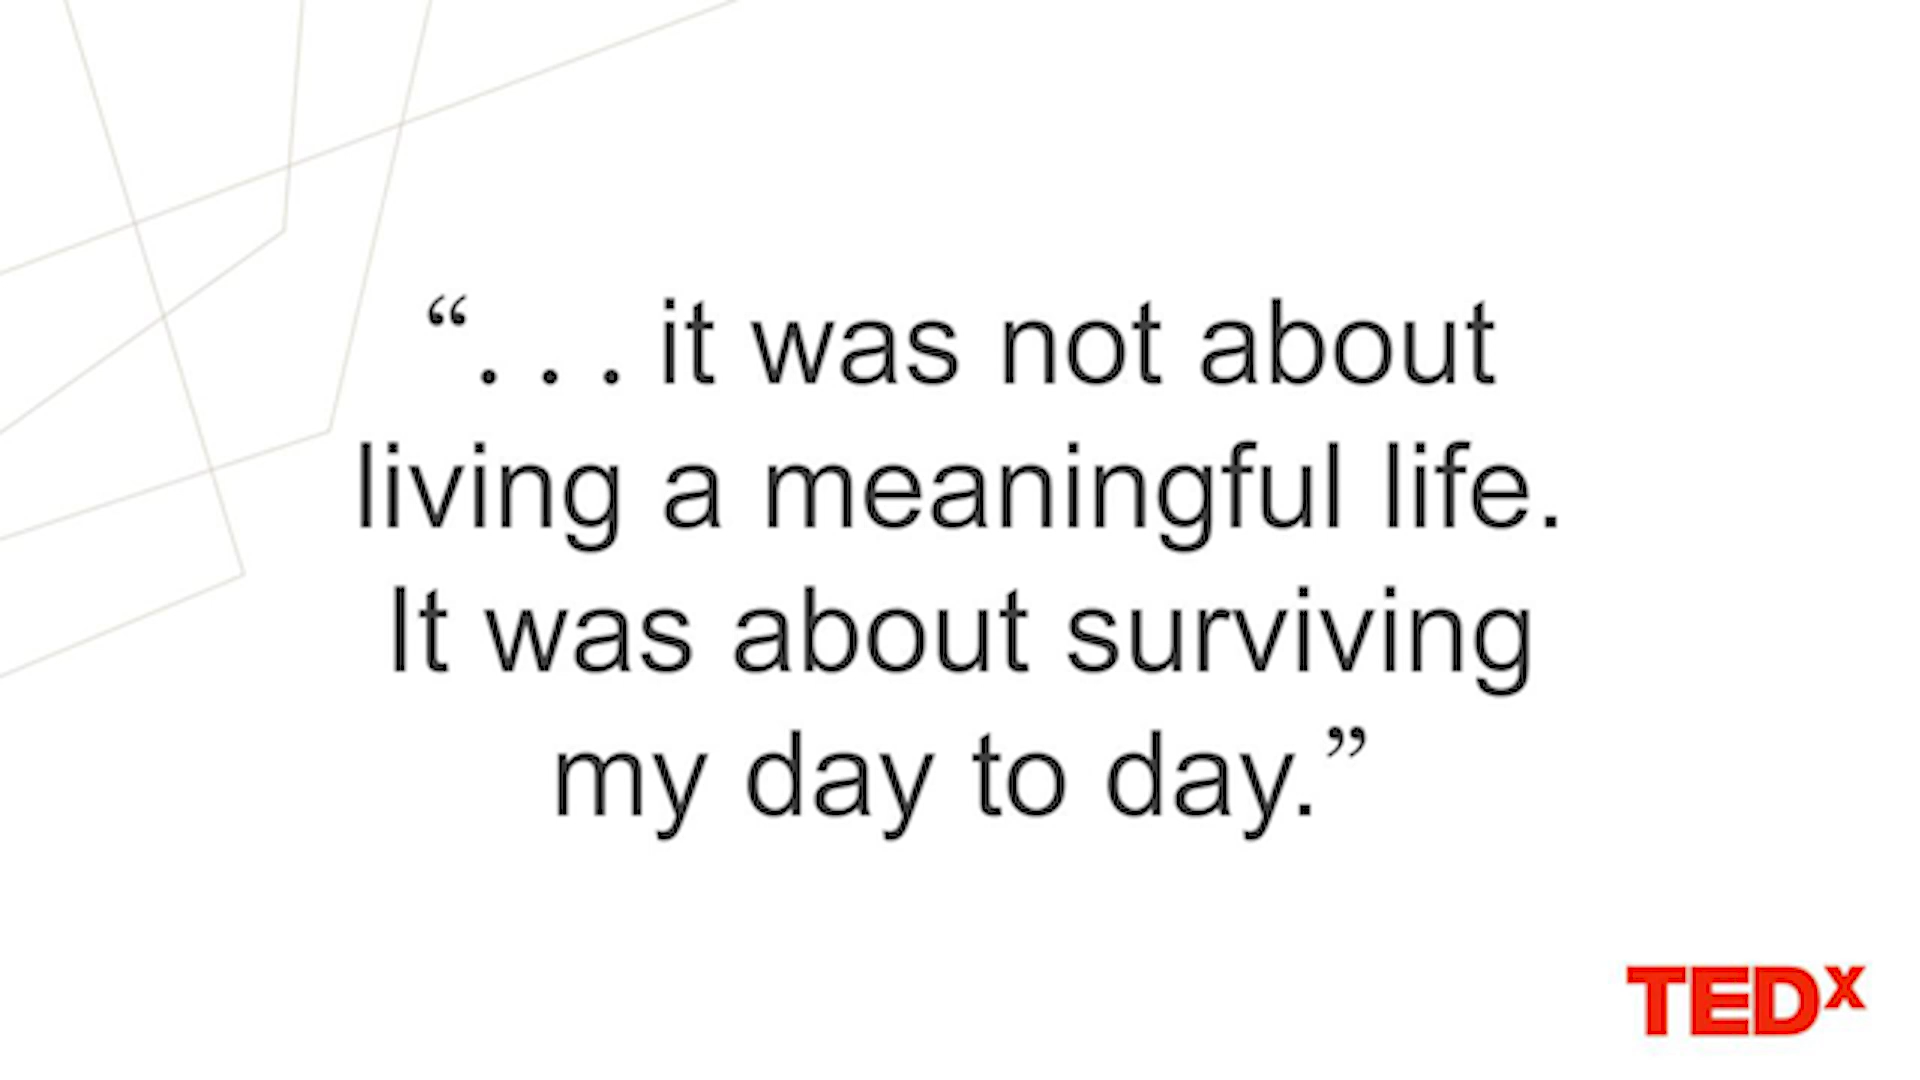 “. . . it was not about
living a meaningful life.
It was about surviving
my day to day.”
TEDx